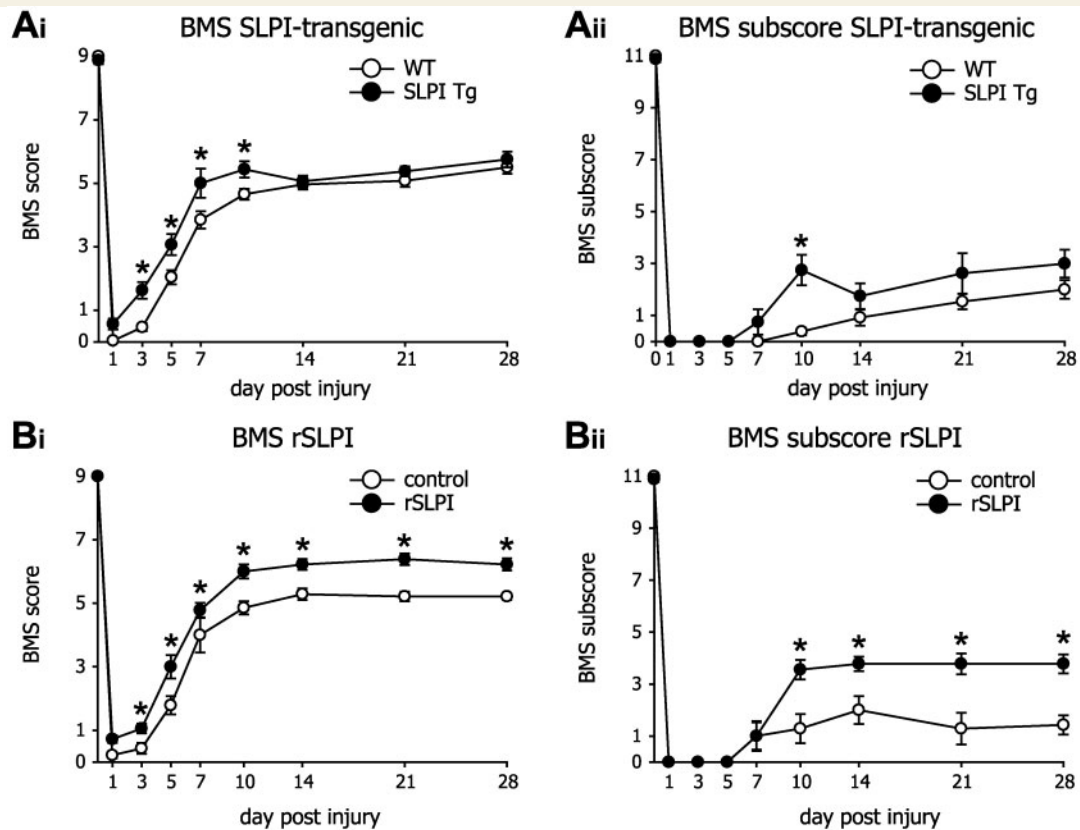 Ai BMS SLPI-transgenic
9
7
5
3
1
0
BMS score
WT
SLPI Tg
* * * *
1 3 5 7 14 21 28
day post injury
Aii BMS subscore SLPI-transgenic
11
9
7
5
3
1
0
BMS subscore
WT
SLPI Tg
*
0 1 3 5 7 10 14 21 28
day post injury
Bi BMS rSLPI
9
7
5
3
1
0
BMS score
control
rSLPI
* * * * * * *
1 3 5 7 10 14 21 28
day post injury
Bii BMS subscore rSLPI
11
9
7
5
3
1
0
BMS subscore
control
rSLPI
* * * *
1 3 5 7 10 14 21 28
day post injury